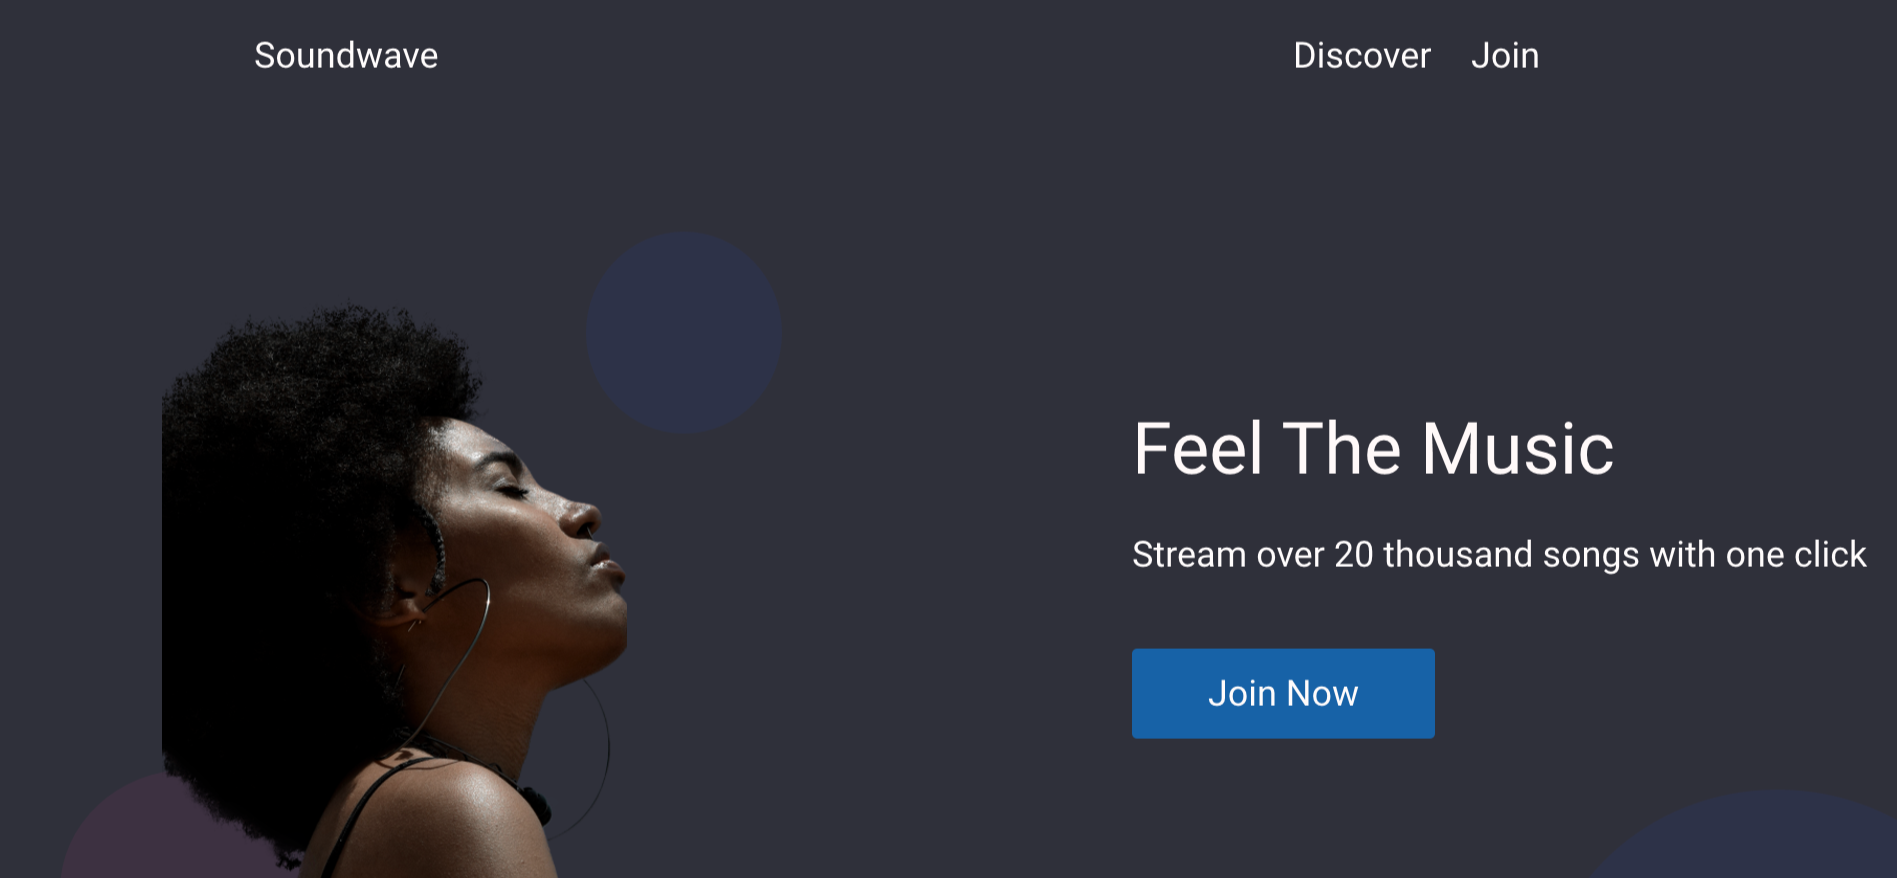 Soundwave
Discover Join
Feel The Music
Stream over 20 thousand songs with one click
Join Now